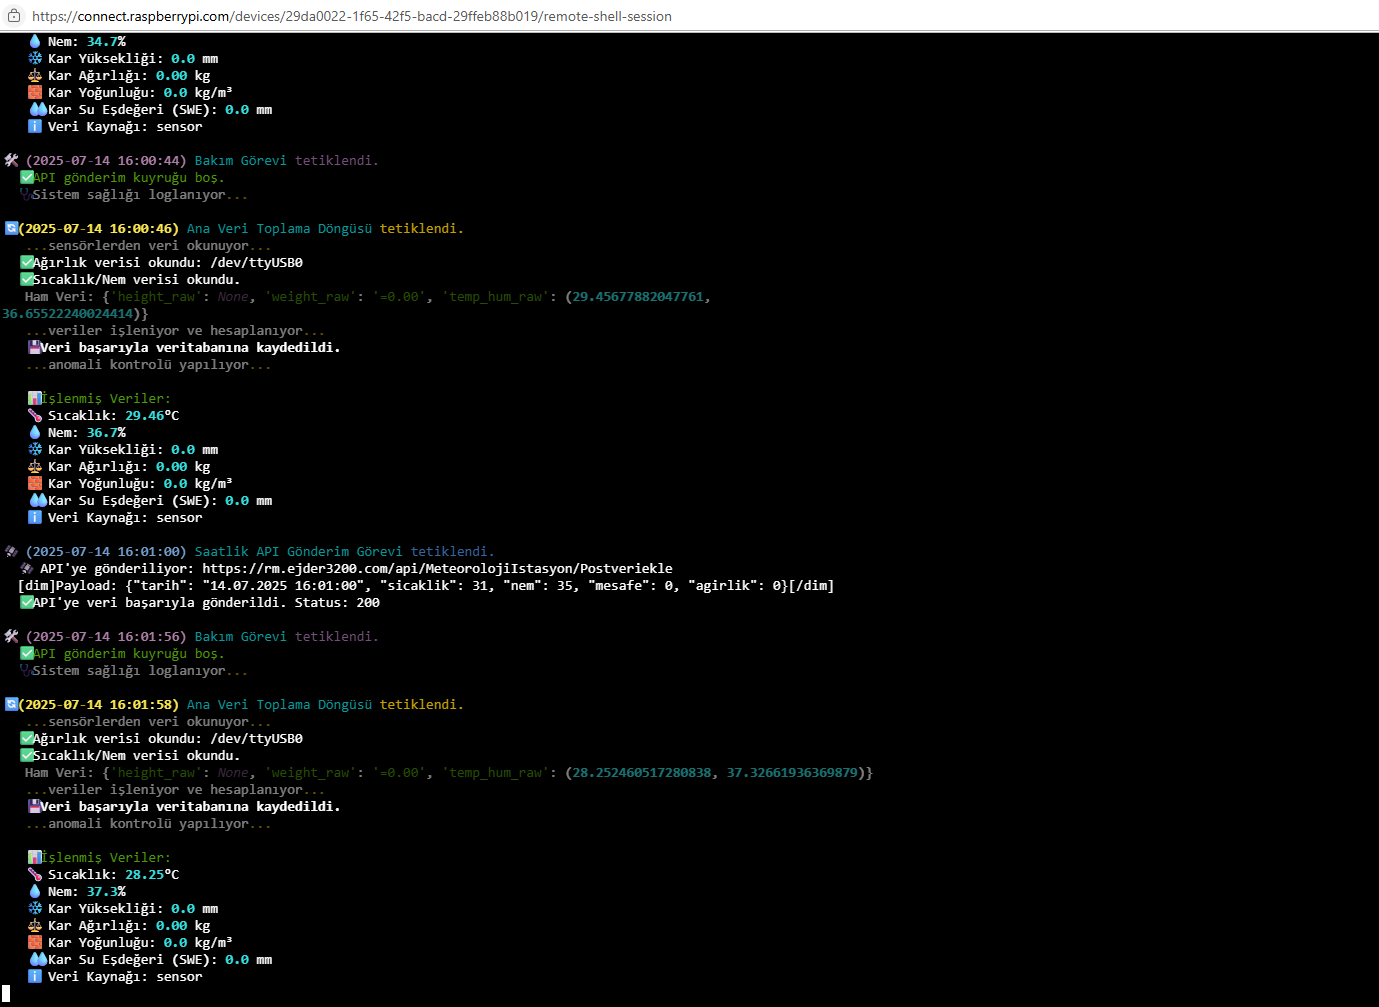 https://connect.raspberrypi.com/devices/29da0022-1f65-42f5-bacd-29ffeb88b019/remote-shell-session
Nem: 34.7%
Kar Yüksekliği: 0.0 mm
Kar Ağırlığı: 0.00 kg
Kar Yoğunluğu: 0.0 kg/m³
Kar Su Eşdeğeri (SWE): 0.0 mm
Veri Kaynağı: sensor
(2025-07-14 16:00:44) Bakım Görevi tetiklendi.
API gönderim kuyruğu boş.
Sistem sağlığı loglanıyor...
(2025-07-14 16:00:46) Ana Veri Toplama Döngüsü tetiklendi.
...sensörlerden veri okunuyor...
Ağırlık verisi okundu: /dev/ttyUSB0
Sıcaklık/Nem verisi okundu.
Ham Veri: {'height_raw': None, 'weight_raw': '=0.00', 'temp_hum_raw': (29.45677882047761,
36.65522240024414)}
...veriler işleniyor ve hesaplanıyor...
Veri başarıyla veritabanına kaydedildi.
...anomali kontrolü yapılıyor...
İşlenmiş Veriler:
Sıcaklık: 29.46°C
Nem: 36.7%
Kar Yüksekliği: 0.0 mm
Kar Ağırlığı: 0.00 kg
Kar Yoğunluğu: 0.0 kg/m³
Kar Su Eşdeğeri (SWE): 0.0 mm
Veri Kaynağı: sensor
(2025-07-14 16:01:00) Saatlik API Gönderim Görevi tetiklendi.
API'ye gönderiliyor: https://rm.ejder3200.com/api/MeteorolojiIstasyon/Postveriekle
[dim]Payload: {"tarih": "14.07.2025 16:01:00", "sicaklik": 31, "nem": 35, "mesafe": 0, "agirlik": 0}[/dim]
API'ye veri başarıyla gönderildi. Status: 200
(2025-07-14 16:01:56) Bakım Görevi tetiklendi.
API gönderim kuyruğu boş.
Sistem sağlığı loglanıyor...
(2025-07-14 16:01:58) Ana Veri Toplama Döngüsü tetiklendi.
...sensörlerden veri okunuyor...
Ağırlık verisi okundu: /dev/ttyUSB0
Sıcaklık/Nem verisi okundu.
Ham Veri: {'height_raw': None, 'weight_raw': '=0.00', 'temp_hum_raw': (28.252460517280838, 37.32661936369879)}
...veriler işleniyor ve hesaplanıyor...
Veri başarıyla veritabanına kaydedildi.
...anomali kontrolü yapılıyor...
İşlenmiş Veriler:
Sıcaklık: 28.25°C
Nem: 37.3%
Kar Yüksekliği: 0.0 mm
Kar Ağırlığı: 0.00 kg
Kar Yoğunluğu: 0.0 kg/m³
Kar Su Eşdeğeri (SWE): 0.0 mm
Veri Kaynağı: sensor